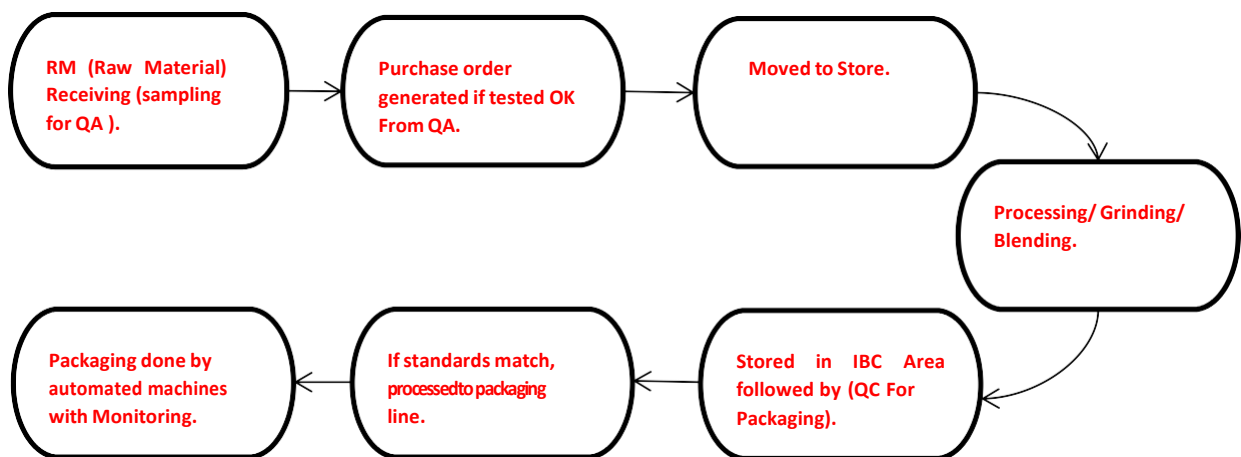 RM (Raw Material)
Receiving (sampling
for QA ).
Purchase order
generated if tested OK
From QA.
Moved to Store.
Processing/ Grinding/
Blending.
Stored in IBC Area
followed by (QC For
Packaging).
If standards match,
processedto packaging
line.
Packaging done by
automated machines
with Monitoring.